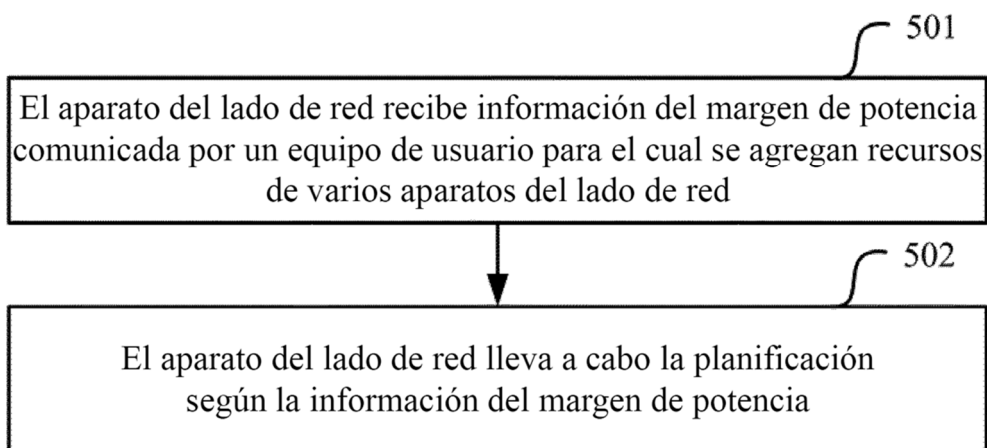 501
El aparato del lado de red recibe información del margen de potencia
comunicada por un equipo de usuario para el cual se agregan recursos
de varios aparatos del lado de red
502
El aparato del lado de red lleva a cabo la planificación
según la información del margen de potencia